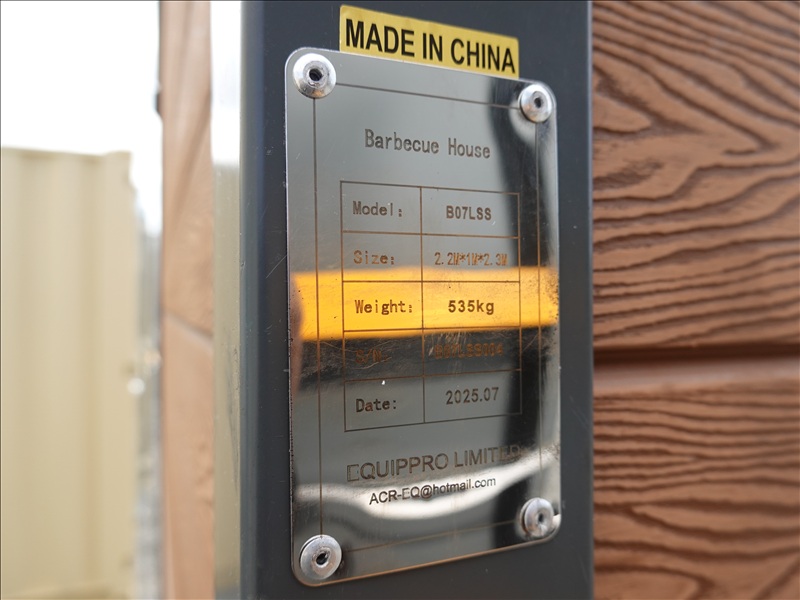 MADE IN CHINA
Barbecue House
Model: B07LSS
Size: 2.2M*1M*2.3M
Weight: 535kg
Date: 2025.07
EQUIPPRO LIMITED
ACR-EQ@hotmail.com